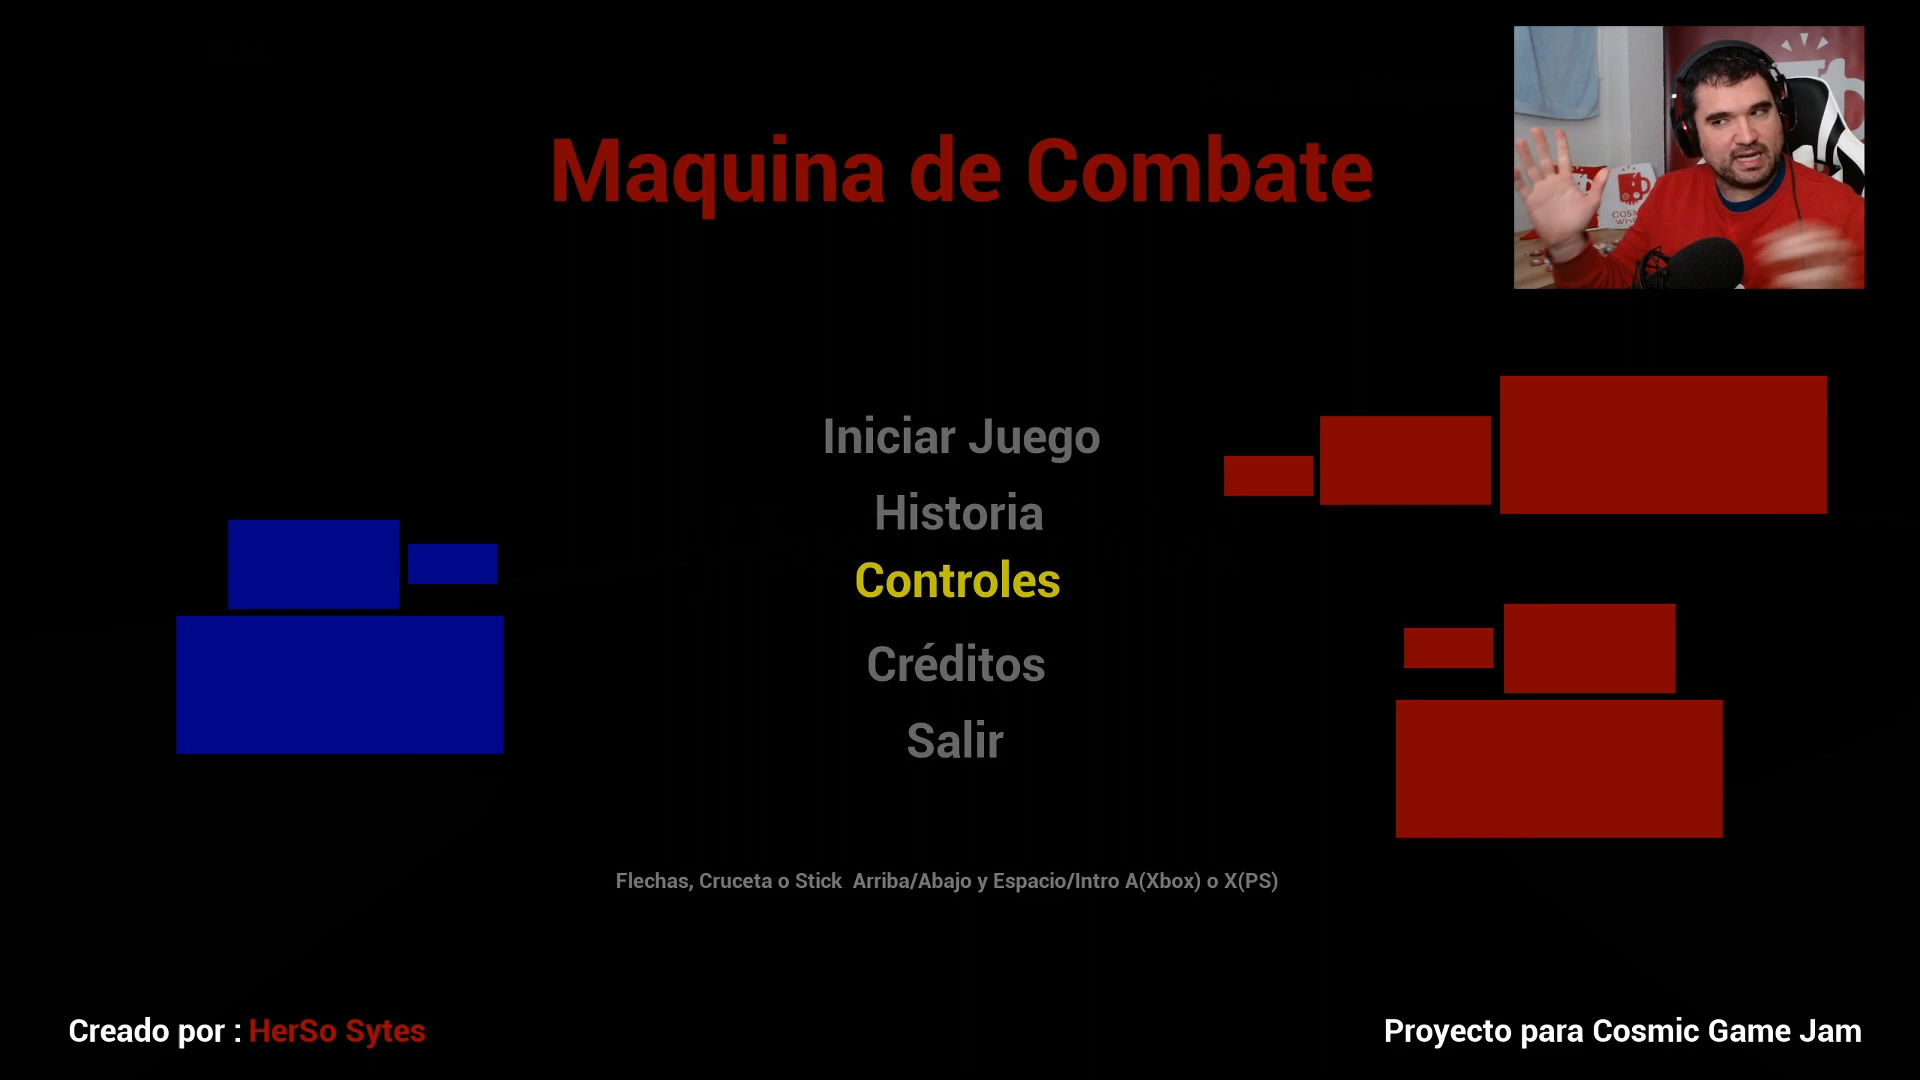 Maquina de Combate
Iniciar Juego
Historia
Controles
Créditos
Salir
Flechas, Cruceta o Stick Arriba/Abajo y Espacio/Intro A(Xbox) o X(PS)
Creado por : HerSo Sytes
Proyecto para Cosmic Game Jam